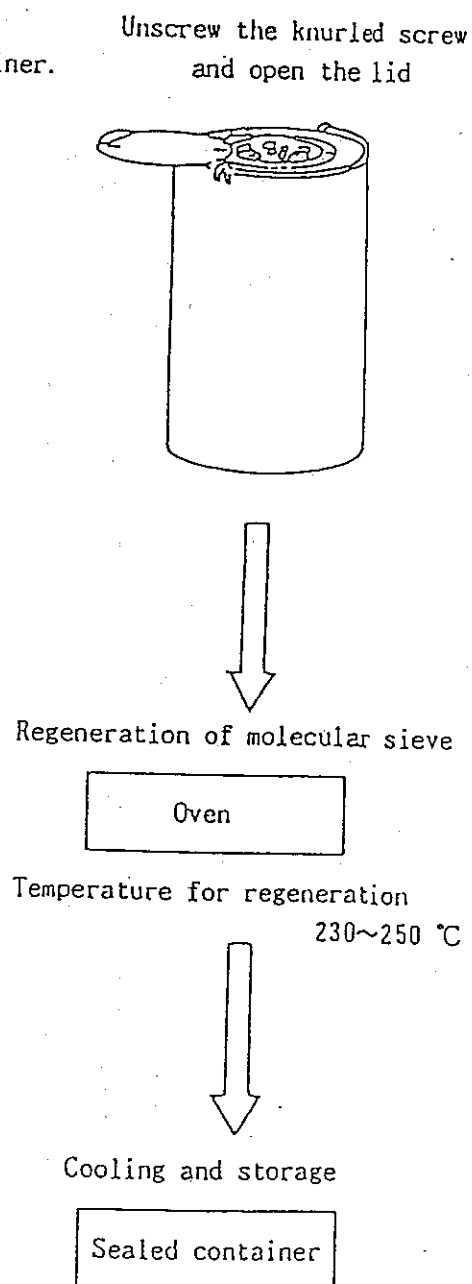 Unscrew the knurled screw
iner.
and open the lid
Regeneration of molecular sieve
Oven
Temperature for regeneration
230~250 °C
Cooling and storage
Sealed container